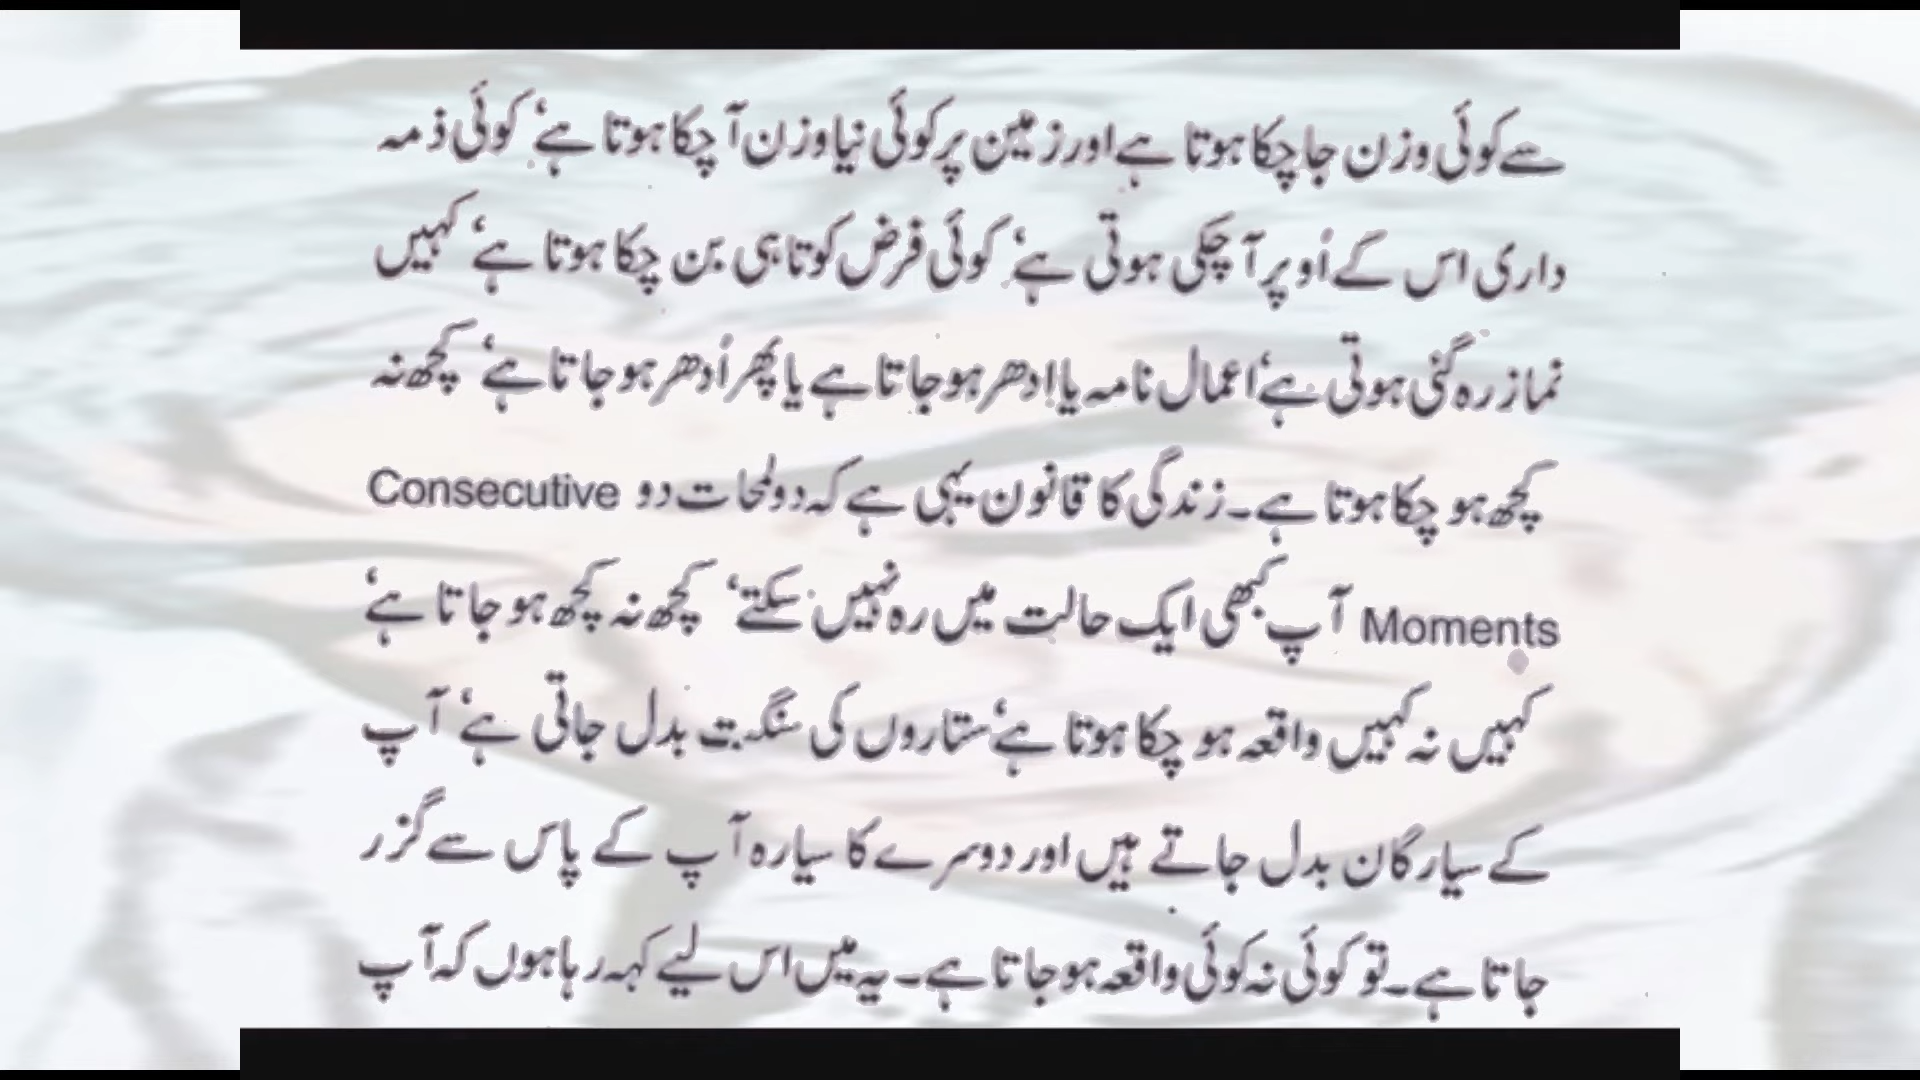 سے کوئی وزن جا چکا ہوتا ہے اور زمین پر کوئی نیا وزن آ چکا ہوتا ہے‘ کوئی ذمہ
داری اس کے اُوپر آ چکی ہوتی ہے‘ کوئی فرض کوتاہی بن چکا ہوتا ہے‘ کہیں
نماز رہ گئی ہوتی ہے‘ اعمال نامہ یا اِدھر ہو جاتا ہے یا پھر اُدھر ہو جاتا ہے‘ کچھ نہ
کچھ ہو چکا ہوتا ہے۔ زندگی کا قانون یہی ہے کہ دو لمحات دو Consecutive
Moments آپ کبھی ایک حالت میں رہ نہیں سکتے‘ کچھ نہ کچھ ہو جاتا ہے‘
کہیں نہ کہیں واقعہ ہو چکا ہوتا ہے‘ ستاروں کی سنگت بدل جاتی ہے‘ آپ
کے سیارگان بدل جاتے ہیں اور دوسرے کا سیارہ آپ کے پاس سے گزر
جاتا ہے۔ تو کوئی نہ کوئی واقعہ ہو جاتا ہے۔ یہ میں اس لیے کہہ رہا ہوں کہ آپ